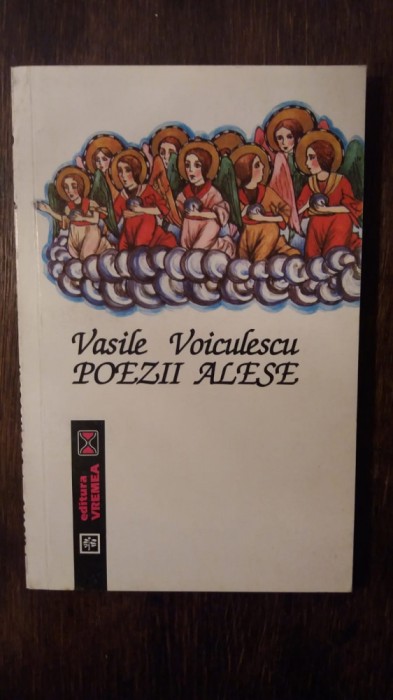 Vasile Voiculescu
POEZII ALESE
editura
VREMEA